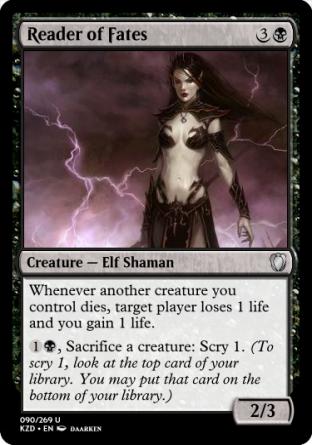 Reader of Fates 3
Creature — Elf Shaman
Whenever another creature you
control dies, target player loses 1 life
and you gain 1 life.
1, Sacrifice a creature: Scry 1. (To
scry 1, look at the top card of your
library. You may put that card on the
bottom of your library.)
2/3
090/269 U
KZD • EN DAARKEN